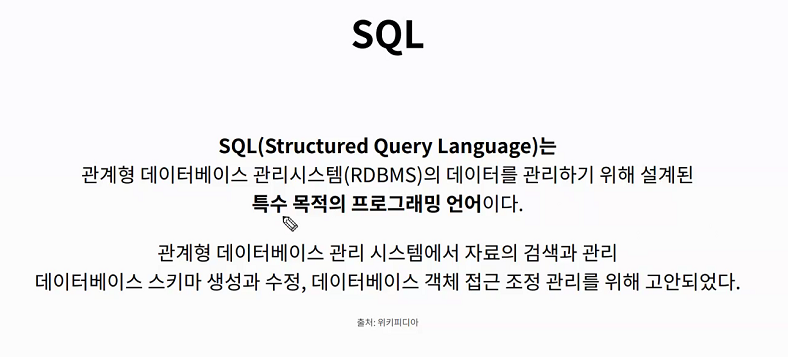 SQL
SQL(Structured Query Language)는
관계형 데이터베이스 관리시스템(RDBMS)의 데이터를 관리하기 위해 설계된
특수 목적의 프로그래밍 언어이다.
관계형 데이터베이스 관리 시스템에서 자료의 검색과 관리
데이터베이스 스키마 생성과 수정, 데이터베이스 객체 접근 조정 관리를 위해 고안되었다.
출처: 위키피디아